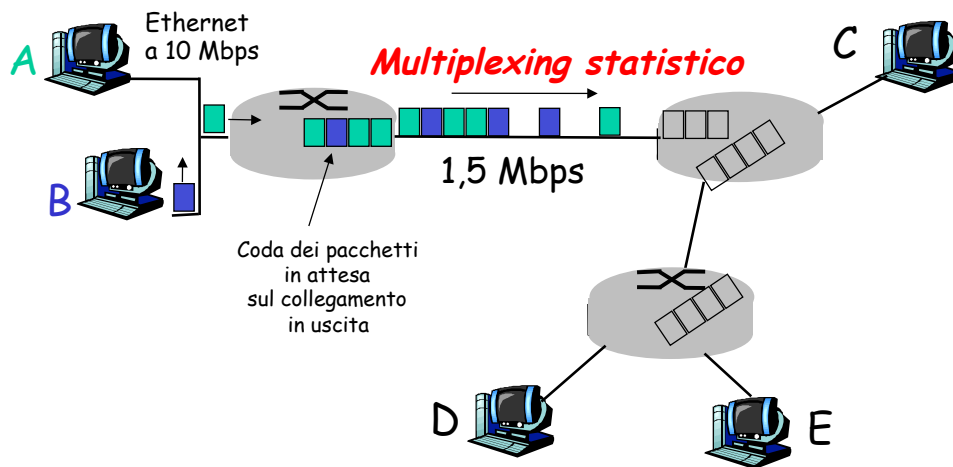 Ethernet
a 10 Mbps
A
Multiplexing statistico
C
1,5 Mbps
B
Coda dei pacchetti
in attesa
sul collegamento
in uscita
D
E